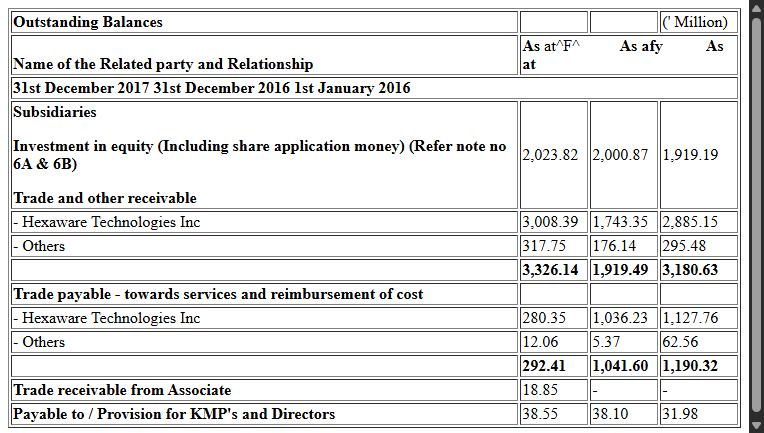 Outstanding Balances (' Million)
As at^F^ As afy As
Name of the Related party and Relationship at
31st December 2017 31st December 2016 1st January 2016
Subsidiaries
Investment in equity (Including share application money) (Refer note no
6A & 6B) 2,023.82 2,000.87 1,919.19
Trade and other receivable
- Hexaware Technologies Inc 3,008.39 1,743.35 2,885.15
- Others 317.75 176.14 295.48
3,326.14 1,919.49 3,180.63
Trade payable - towards services and reimbursement of cost
- Hexaware Technologies Inc 280.35 1,036.23 1,127.76
- Others 12.06 5.37 62.56
292.41 1,041.60 1,190.32
Trade receivable from Associate 18.85 - -
Payable to / Provision for KMP's and Directors 38.55 38.10 31.98